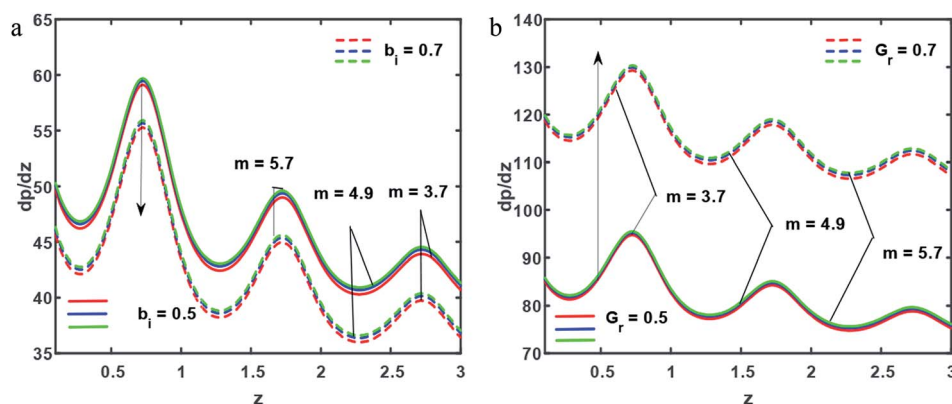 a
65
60
55
50
45
40
35
dp/dz
b_i = 0.7
m = 5.7
m = 4.9
m = 3.7
b_i = 0.5
0.5 1 1.5 2 2.5 3
z
b
140
130
120
110
100
90
80
70
dp/dz
G_r = 0.7
m = 3.7
m = 4.9
m = 5.7
G_r = 0.5
0.5 1 1.5 2 2.5 3
z